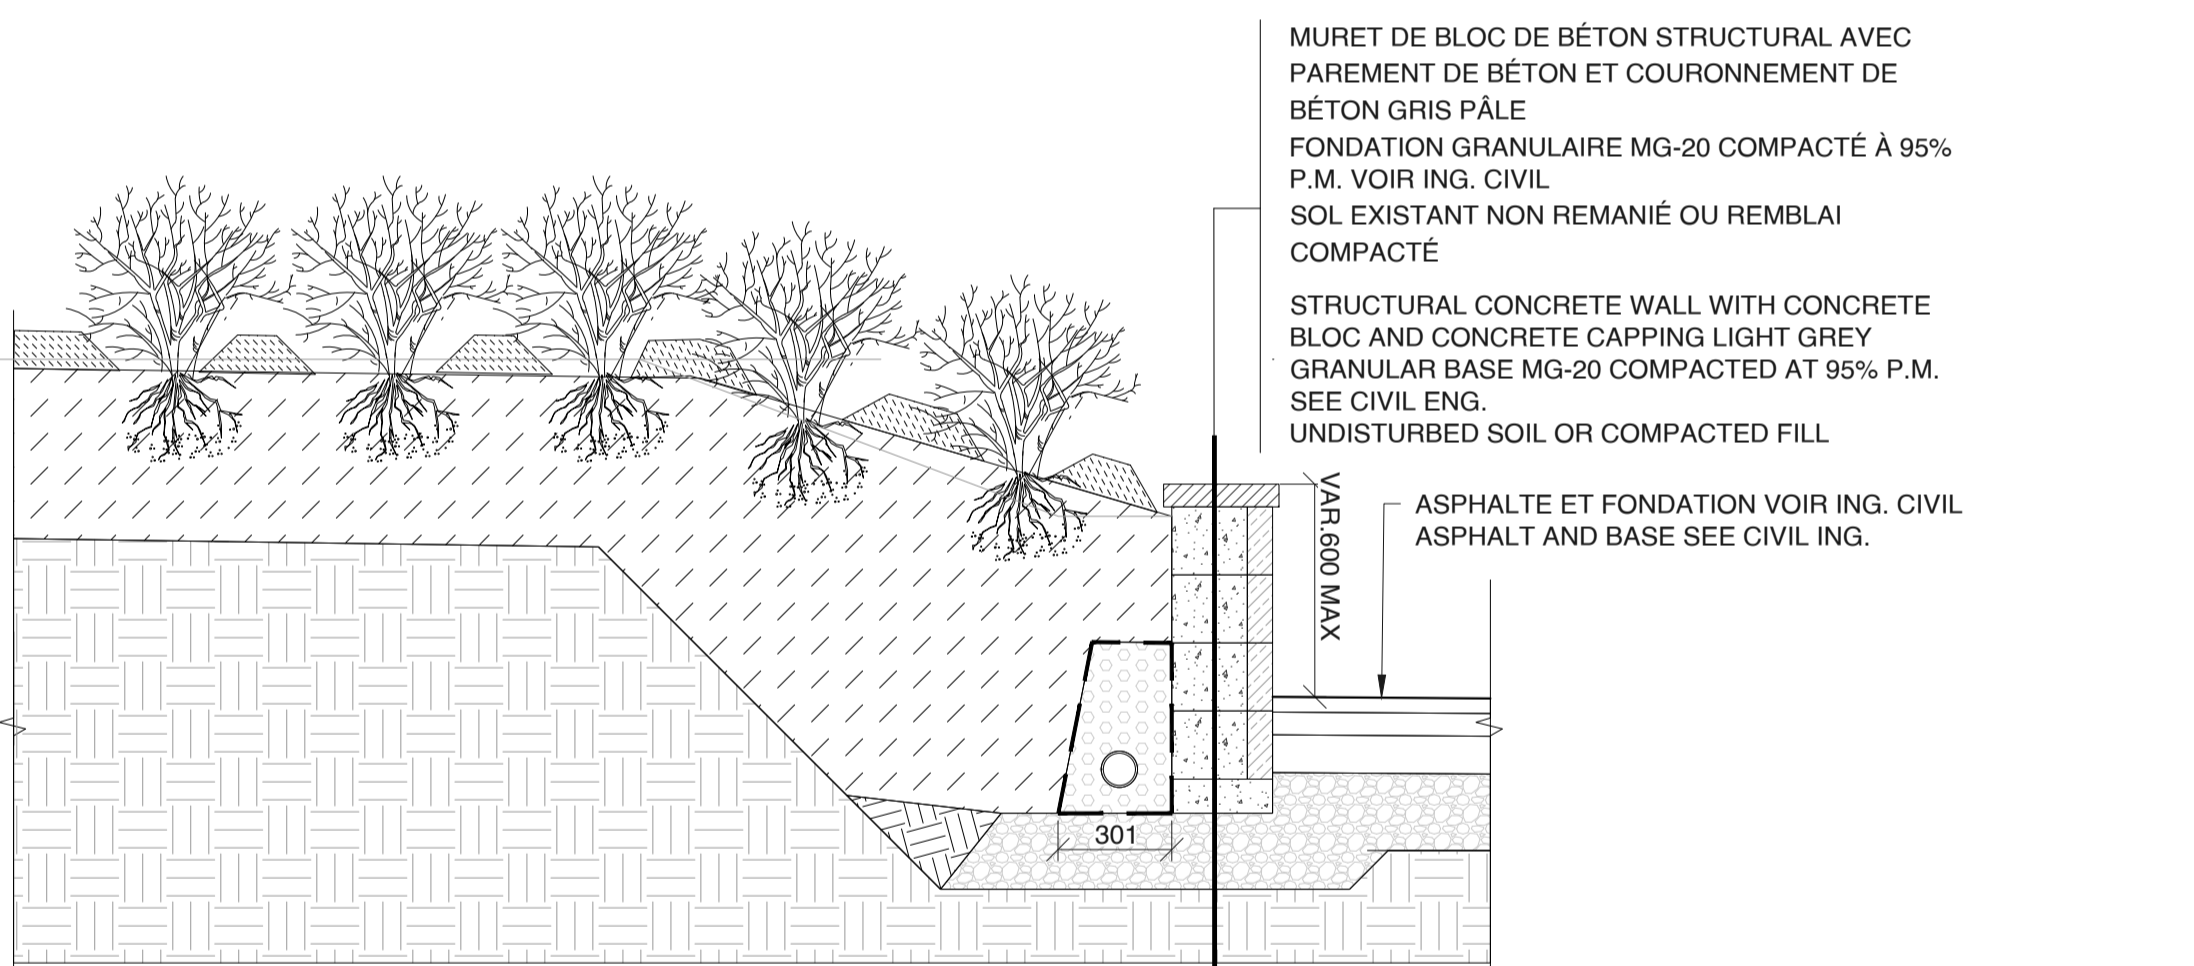 MURET DE BLOC DE BÉTON STRUCTURAL AVEC
PAREMENT DE BÉTON ET COURONNEMENT DE
BÉTON GRIS PÂLE
FONDATION GRANULAIRE MG-20 COMPACTÉ À 95%
P.M. VOIR ING. CIVIL
SOL EXISTANT NON REMANIÉ OU REMBLAI
COMPACTÉ
STRUCTURAL CONCRETE WALL WITH CONCRETE
BLOC AND CONCRETE CAPPING LIGHT GREY
GRANULAR BASE MG-20 COMPACTED AT 95% P.M.
SEE CIVIL ENG.
UNDISTURBED SOIL OR COMPACTED FILL
VAR.600 MAX
ASPHALTE ET FONDATION VOIR ING. CIVIL
ASPHALT AND BASE SEE CIVIL ING.
301